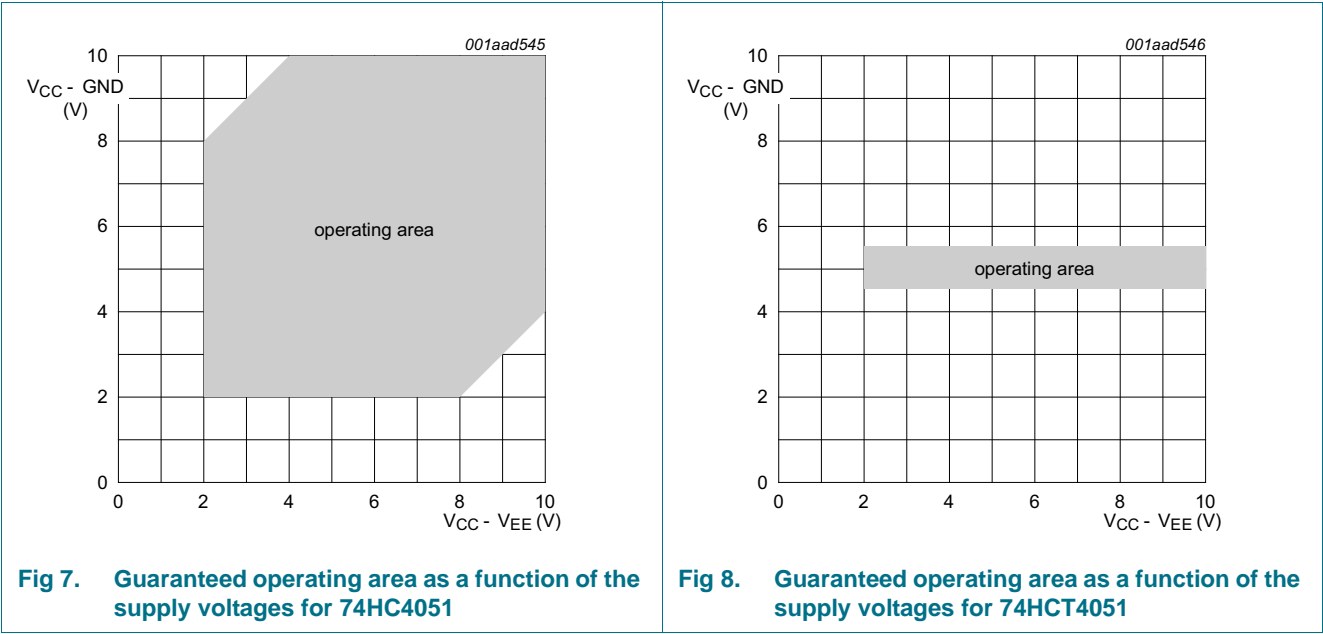 001aad545
10
VCC - GND
(V)
8
6
4
2
0
operating area
0 2 4 6 8 10
VCC - VEE (V)
Fig 7. Guaranteed operating area as a function of the
supply voltages for 74HC4051
001aad546
10
VCC - GND
(V)
8
6
4
2
0
operating area
0 2 4 6 8 10
VCC - VEE (V)
Fig 8. Guaranteed operating area as a function of the
supply voltages for 74HCT4051